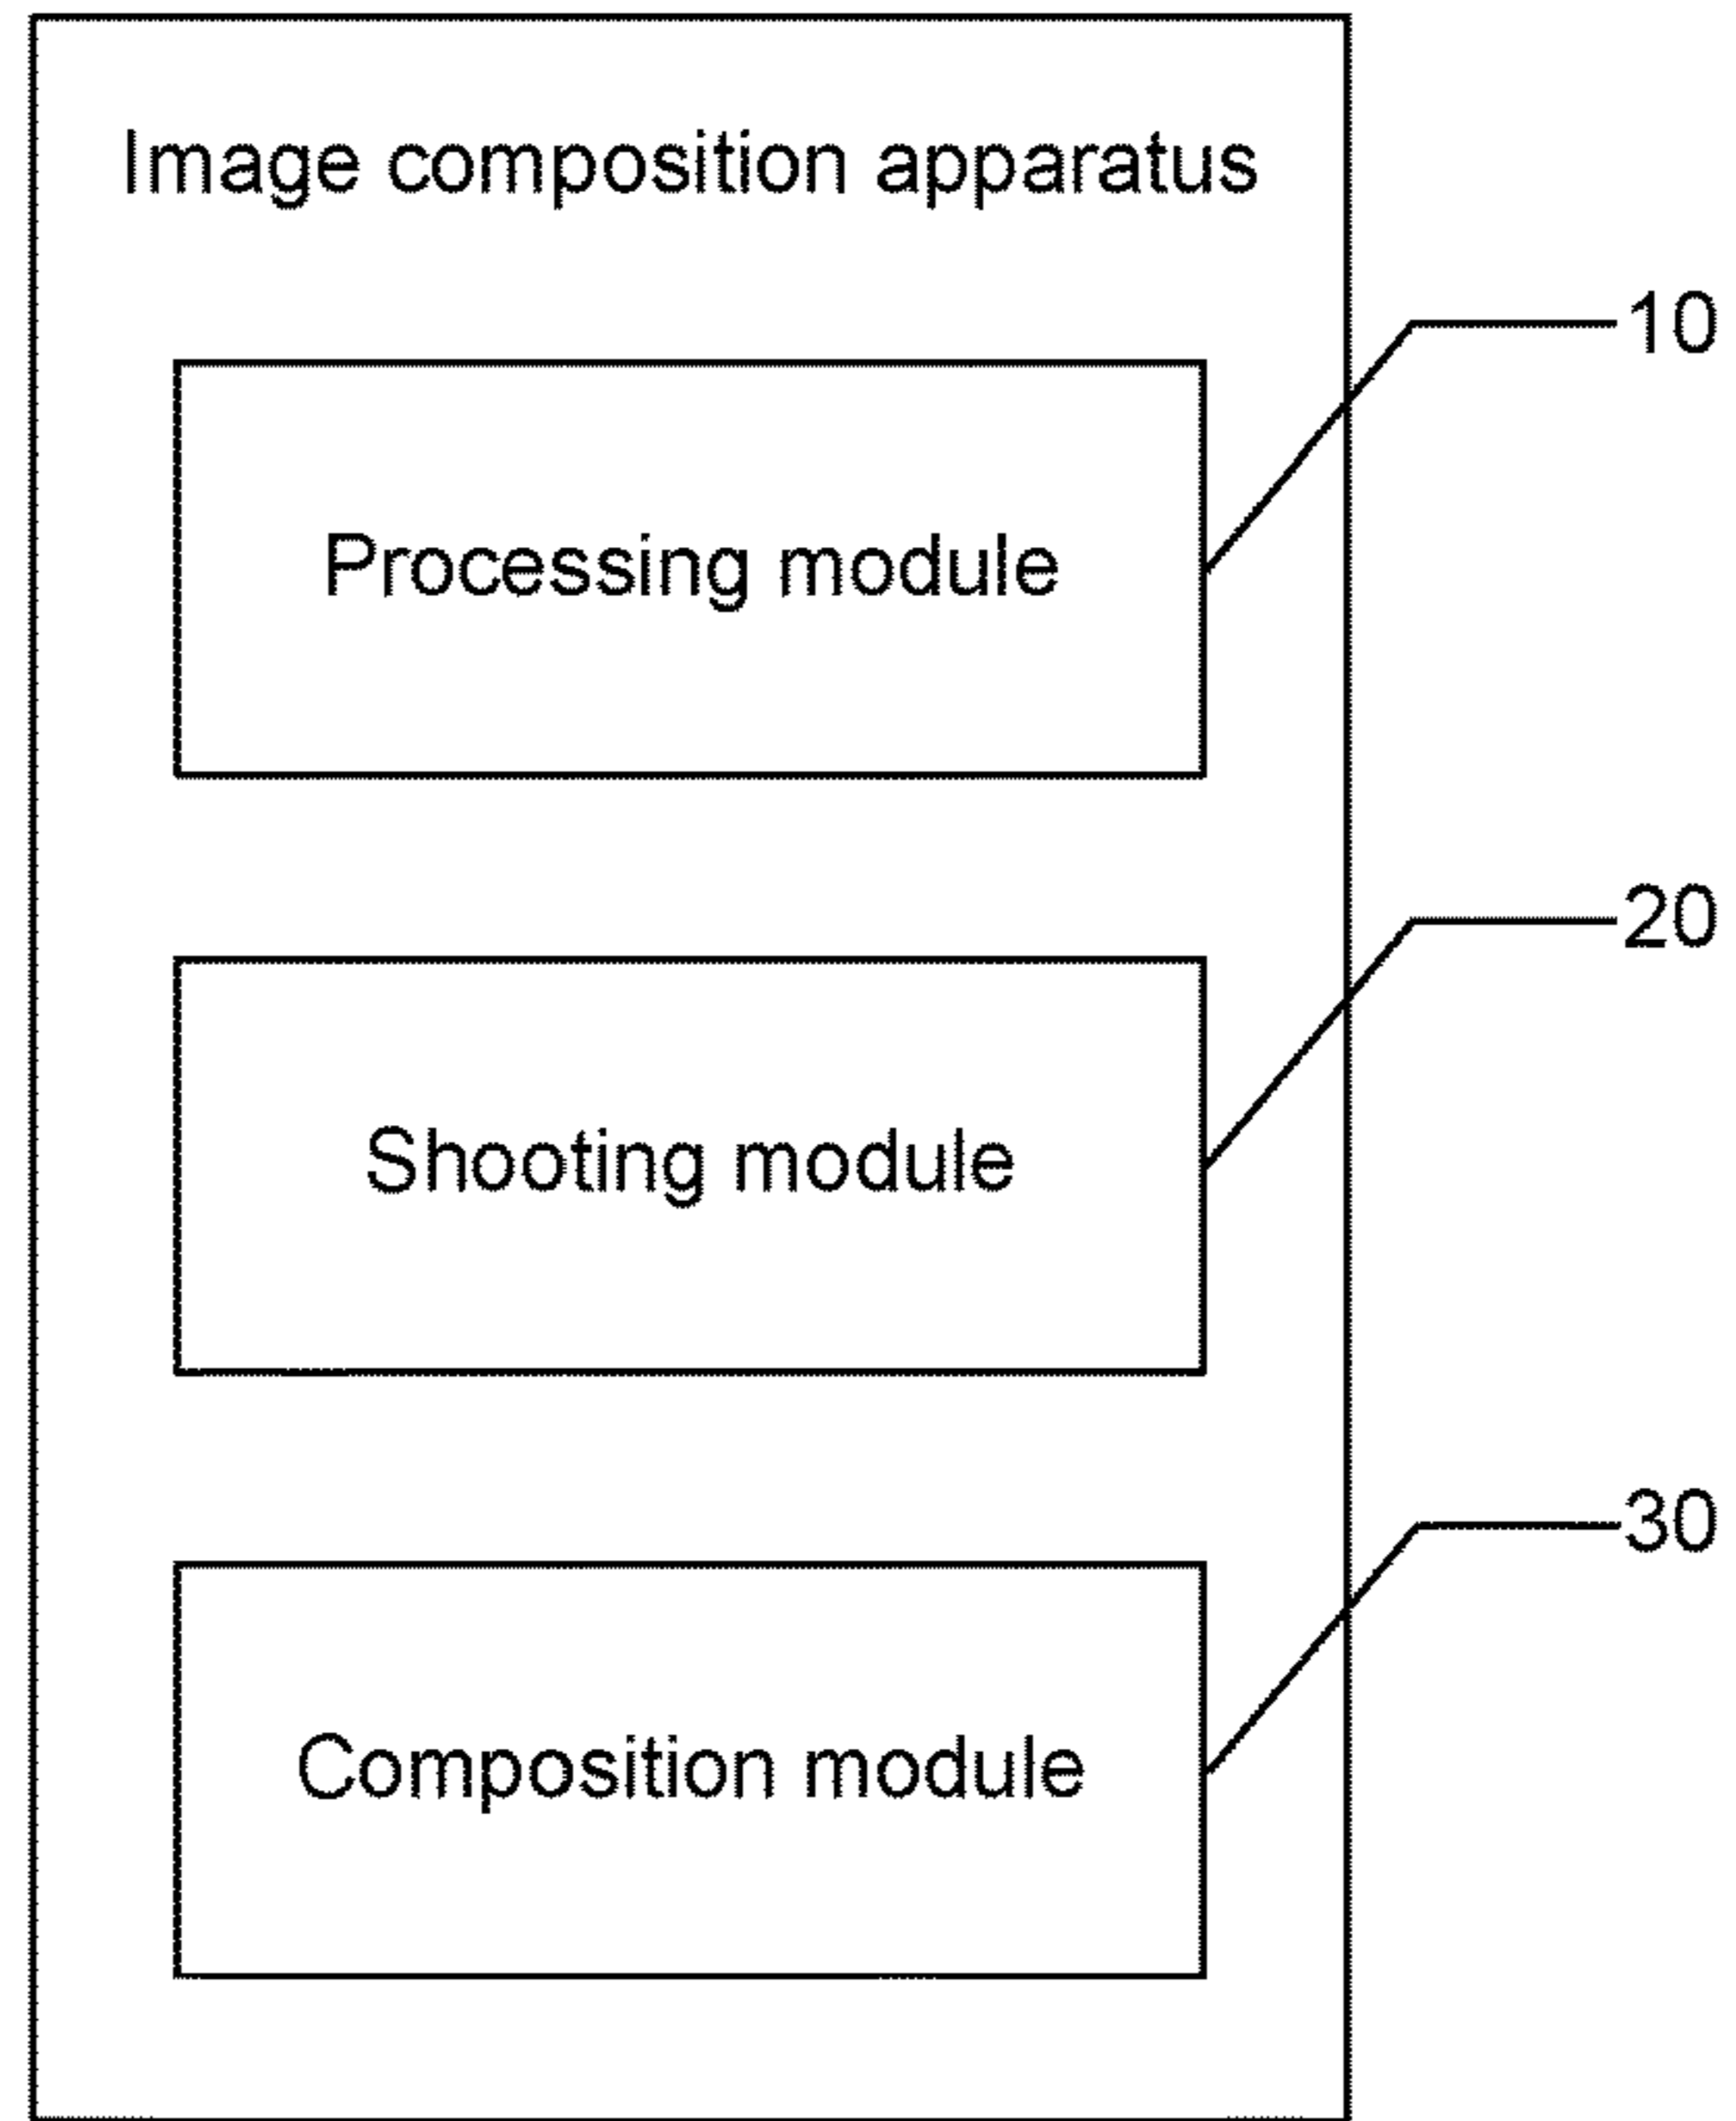 Image composition apparatus
10
Processing module
20
Shooting module
30
Composition module